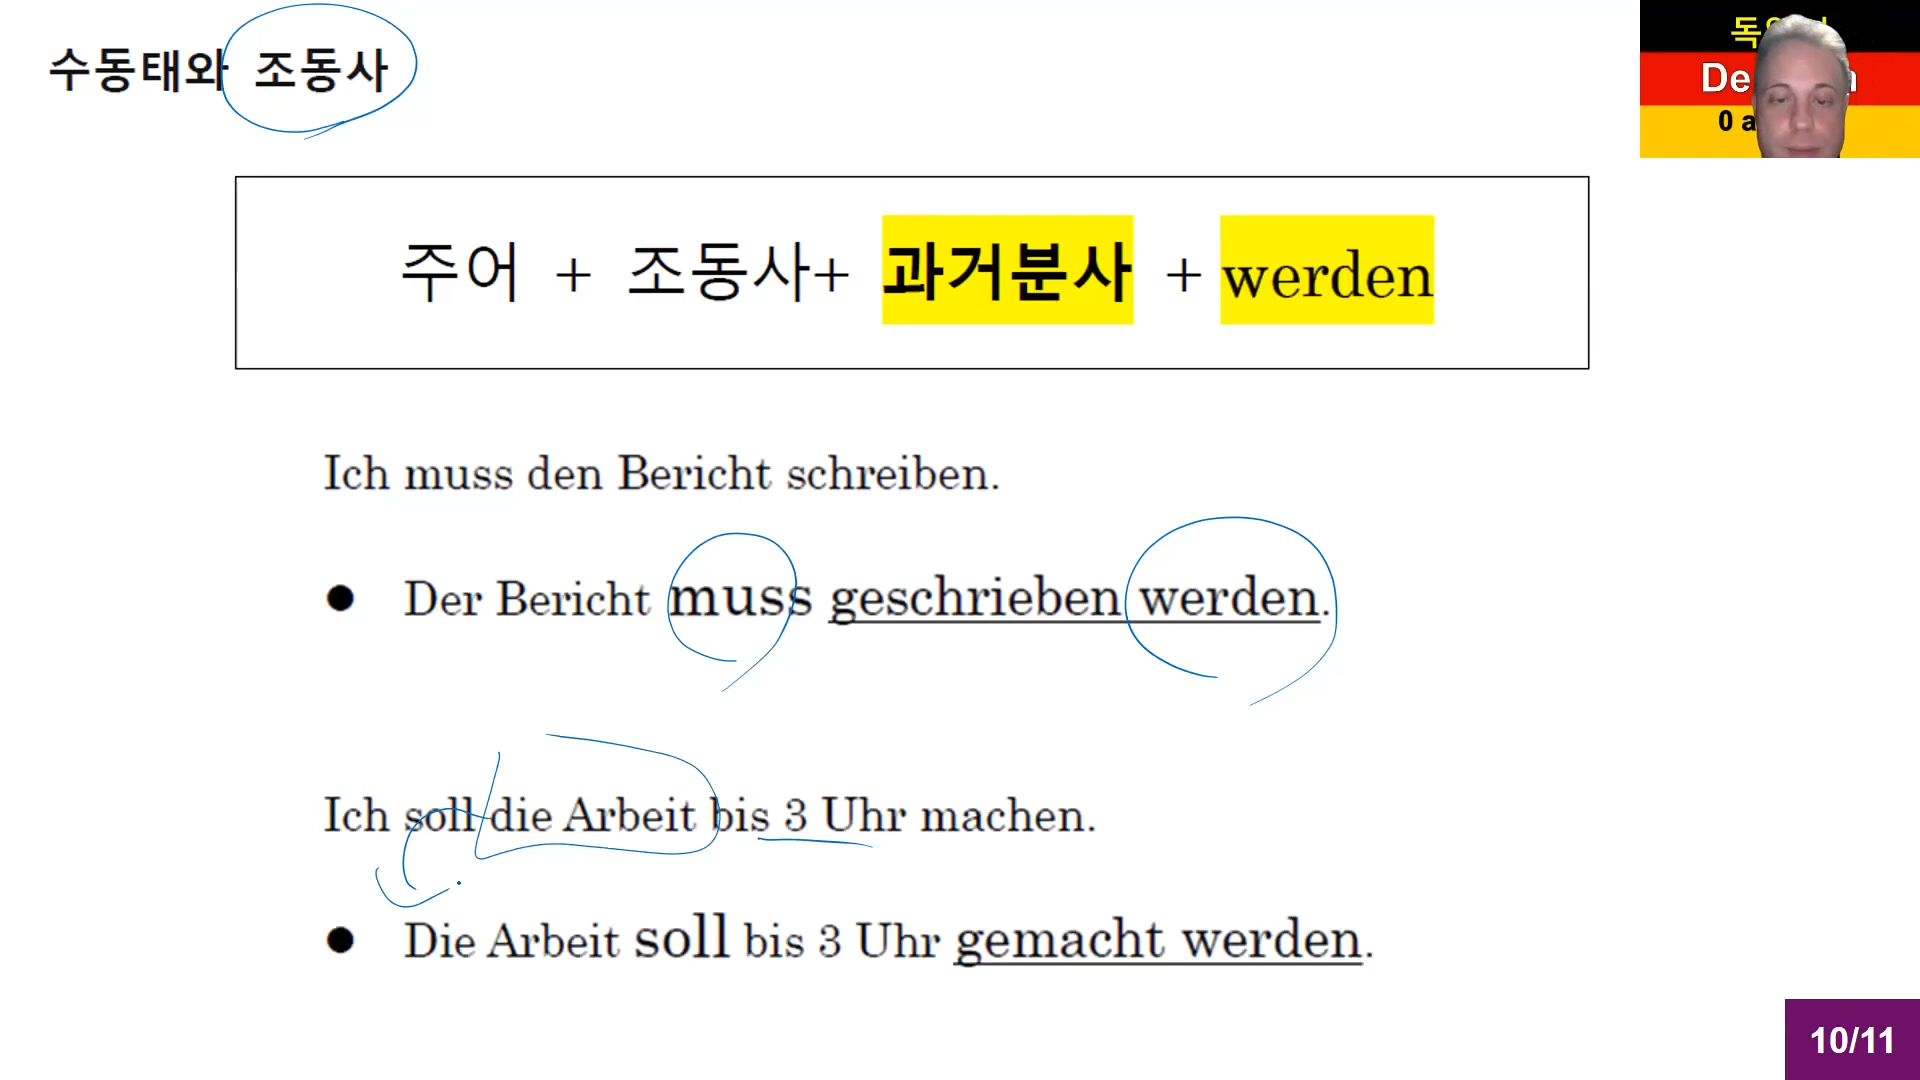 수동태와 조동사
주어 + 조동사+ 과거분사 + werden
Ich muss den Bericht schreiben.
● Der Bericht muss geschrieben werden.
Ich soll die Arbeit bis 3 Uhr machen.
● Die Arbeit soll bis 3 Uhr gemacht werden.
10/11